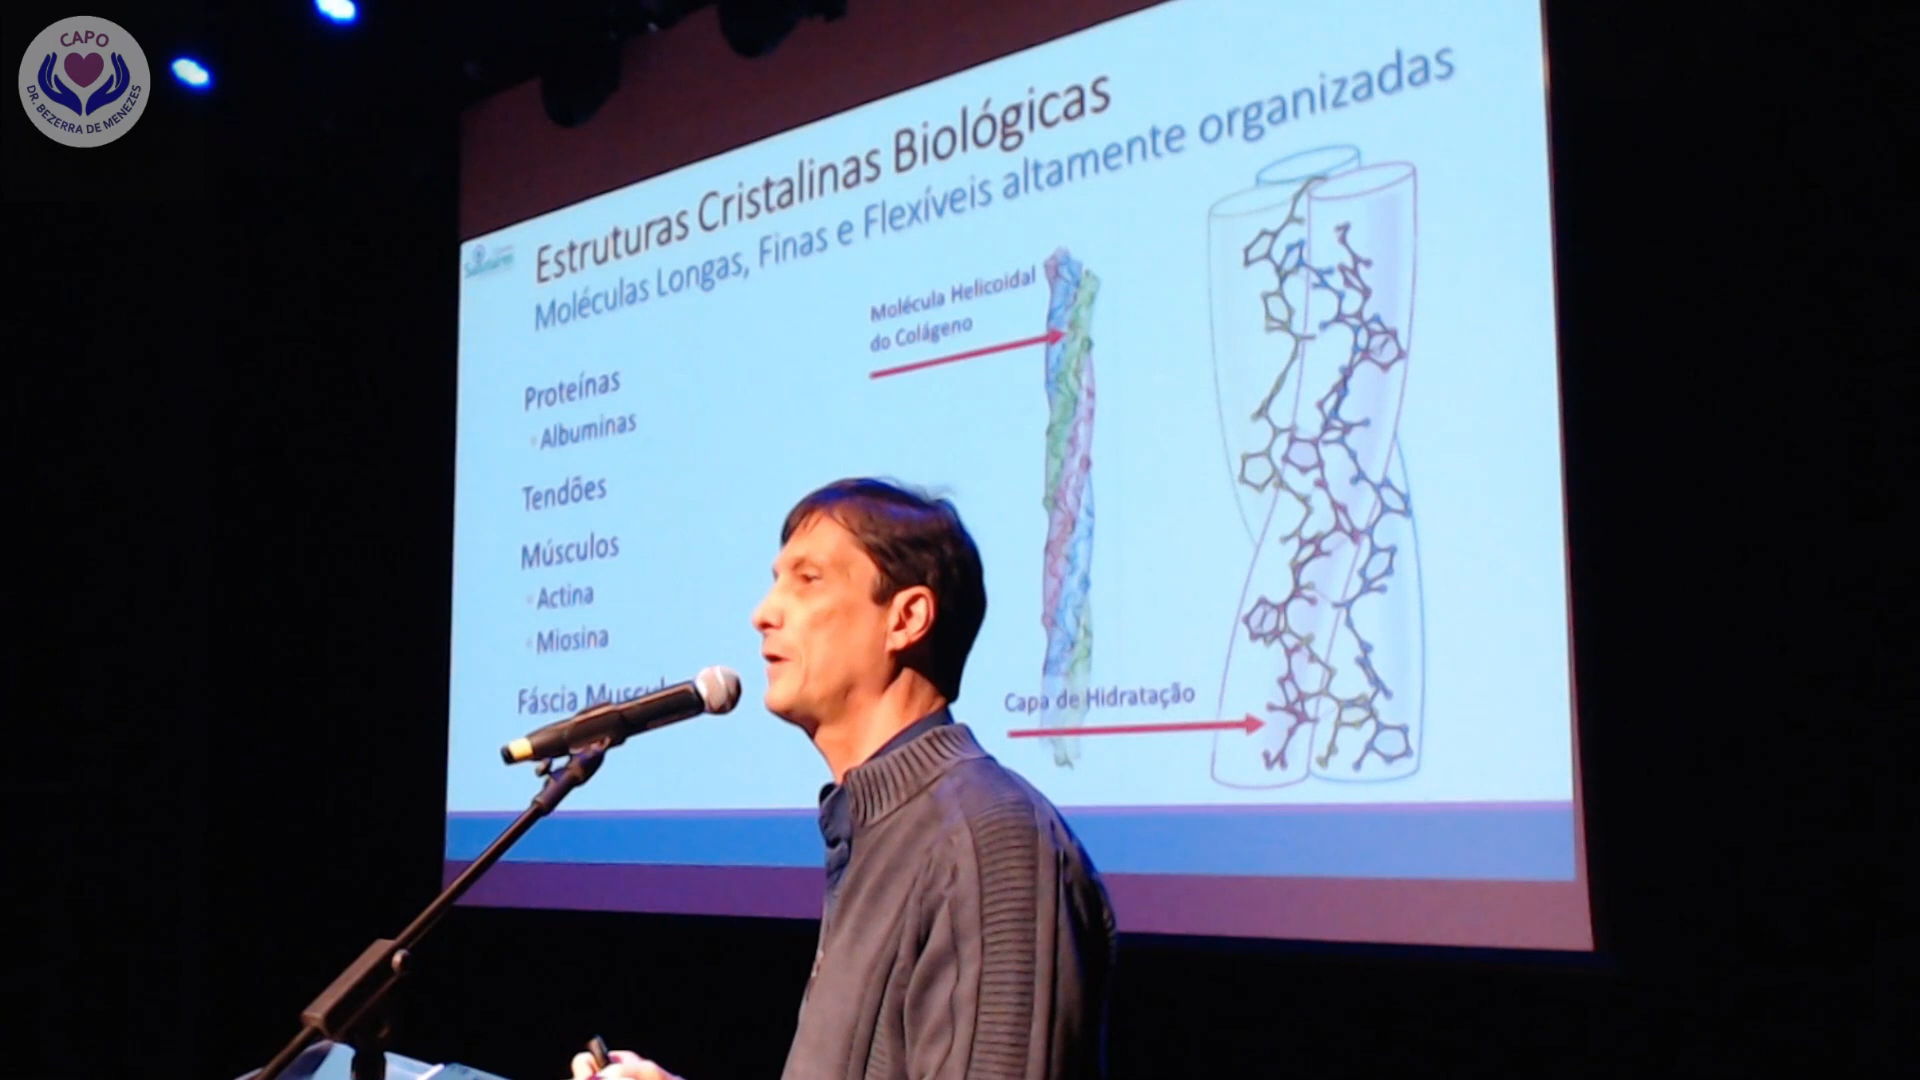 CAPO
DR. BEZERRA DE MENEZES
Estruturas Cristalinas Biológicas
Moléculas Longas, Finas e Flexíveis altamente organizadas
Molécula Helicoidal
do Colágeno
Proteínas
Albuminas
Tendões
Músculos
Actina
Miosina
Fáscia
Capa de Hidratação